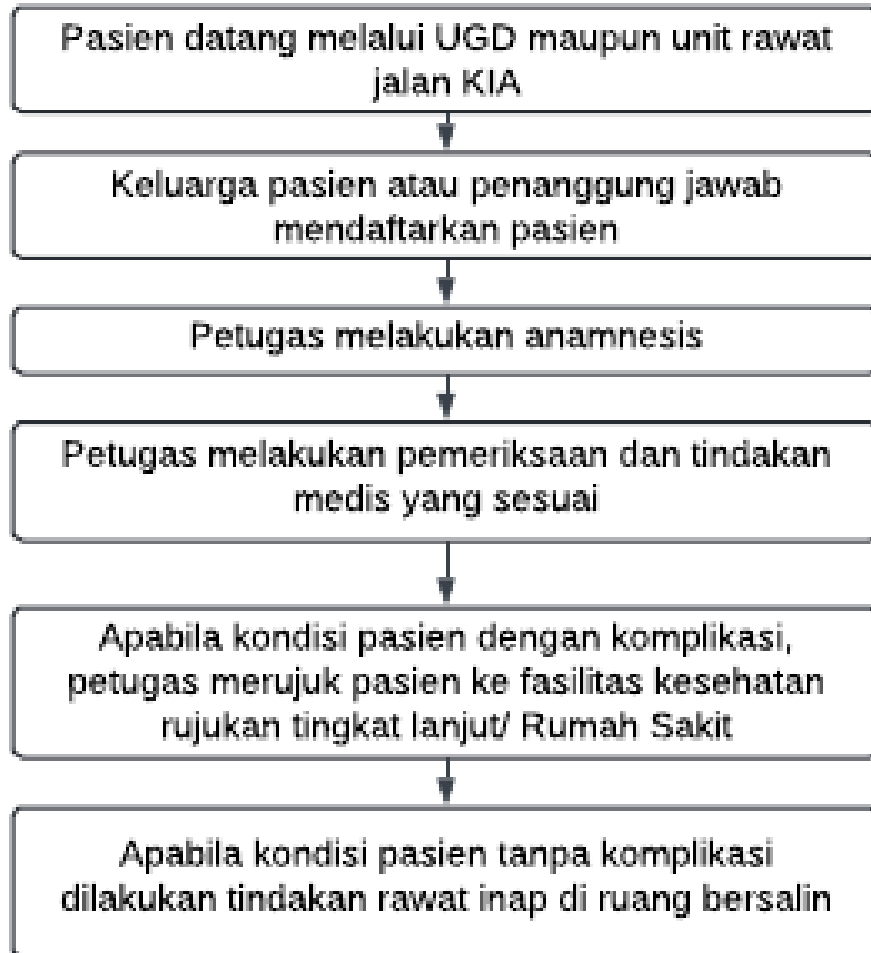 Pasien datang melalui UGD maupun unit rawat
jalan KIA
Keluarga pasien atau penanggung jawab
mendaftarkan pasien
Petugas melakukan anamnesis
Petugas melakukan pemeriksaan dan tindakan
medis yang sesuai
Apabila kondisi pasien dengan komplikasi,
petugas merujuk pasien ke fasilitas kesehatan
rujukan tingkat lanjut/ Rumah Sakit
Apabila kondisi pasien tanpa komplikasi
dilakukan tindakan rawat inap di ruang bersalin